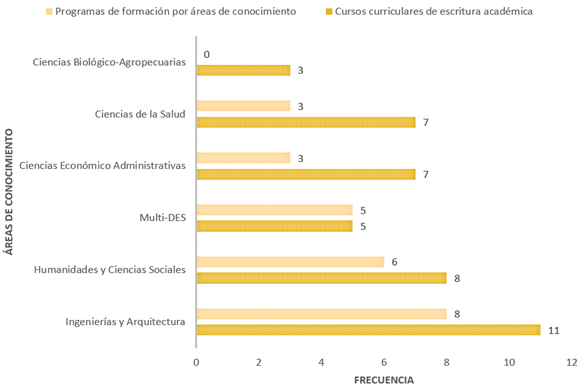 Programas de formación por áreas de conocimiento
Cursos curriculares de escritura académica
ÁREAS DE CONOCIMIENTO
Ciencias Biológico-Agropecuarias
0
3
Ciencias de la Salud
3
7
Ciencias Económico Administrativas
3
7
Multi-DES
5
5
Humanidades y Ciencias Sociales
6
8
Ingenierías y Arquitectura
8
11
0 2 4 6 8 10 12
FRECUENCIA